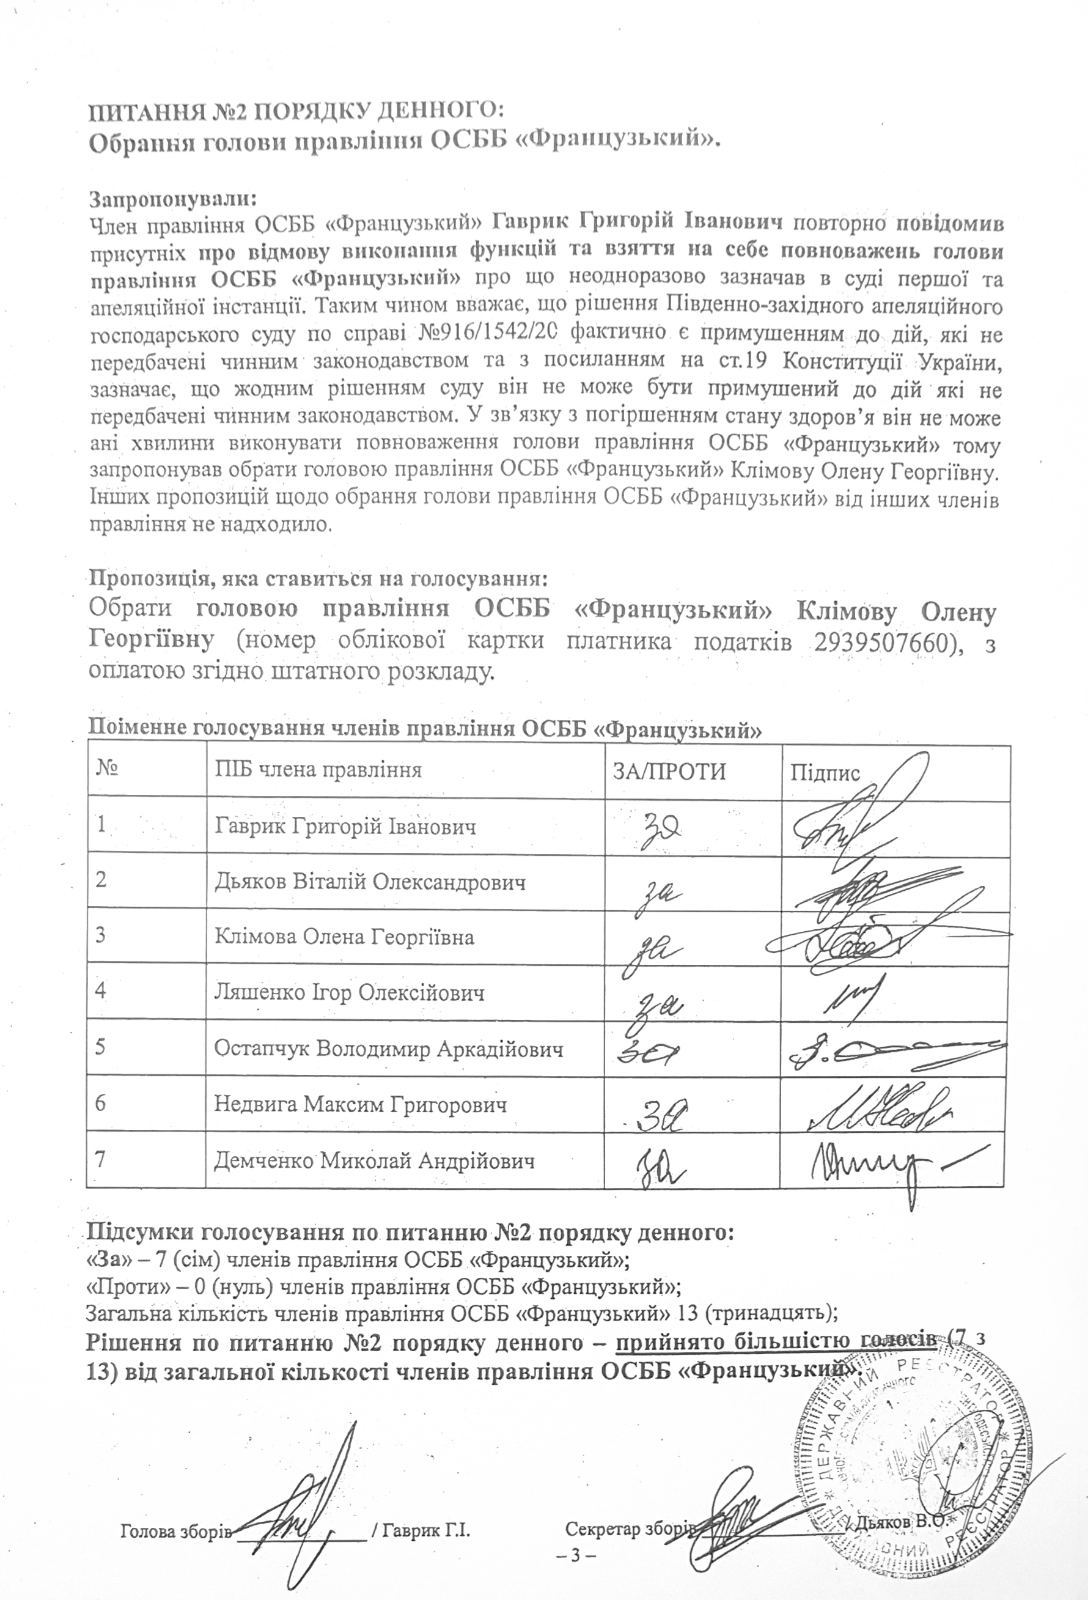 ПИТАННЯ №2 ПОРЯДКУ ДЕННОГО:
Обрання голови правління ОСББ «Французький».
Запропонували:
Член правління ОСББ «Французький» Гаврик Григорій Іванович повторно повідомив
присутніх про відмову виконання функцій та взяття на себе повноважень голови
правління ОСББ «Французький» про що неодноразово зазначав в суді першої та
апеляційної інстанції. Таким чином вважає, що рішення Південно-західного апеляційного
господарського суду по справі №916/1542/20 фактично є примушенням до дій, які не
передбачені чинним законодавством та з посиланням на ст.19 Конституції України,
зазначає, що жодним рішенням суду він не може бути примушений до дій які не
передбачені чинним законодавством. У зв’язку з погіршенням стану здоров’я він не може
ані хвилини виконувати повноваження голови правління ОСББ «Французький» тому
запропонував обрати головою правління ОСББ «Французький» Клімову Олену Георгіївну.
Інших пропозицій щодо обрання голови правління ОСББ «Французький» від інших членів
правління не надходило.
Пропозиція, яка ставиться на голосування:
Обрати головою правління ОСББ «Французький» Клімову Олену
Георгіївну (номер облікової картки платника податків 2939507660), з
оплатою згідно штатного розкладу.
Поіменне голосування членів правління ОСББ «Французький»
№ ПІБ члена правління ЗА/ПРОТИ Підпис
1 Гаврик Григорій Іванович за
2 Дьяков Віталій Олександрович за
3 Клімова Олена Георгіївна за
4 Ляшенко Ігор Олексійович за
5 Остапчук Володимир Аркадійович за
6 Недвига Максим Григорович за
7 Демченко Миколай Андрійович за
Підсумки голосування по питанню №2 порядку денного:
«За» – 7 (сім) членів правління ОСББ «Французький»;
«Проти» – 0 (нуль) членів правління ОСББ «Французький»;
Загальна кількість членів правління ОСББ «Французький» 13 (тринадцять);
Рішення по питанню №2 порядку денного – прийнято більшістю голосів (7 з
13) від загальної кількості членів правління ОСББ «Французький».
ДЕРЖАВНИЙ РЕЄСТРАТОР
Голова зборів / Гаврик Г.І. Секретар зборів / Дьяков В.О.
– 3 –